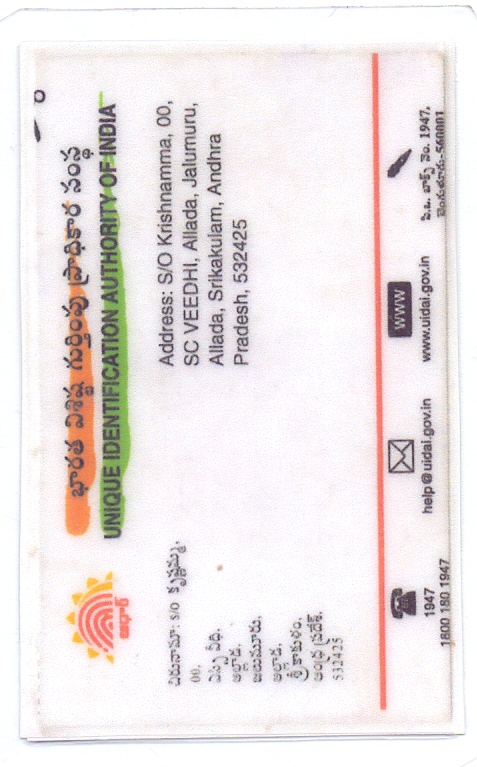 భారత విశిష్ట గుర్తింపు ప్రాధికార సంస్థ
UNIQUE IDENTIFICATION AUTHORITY OF INDIA
ఆధార్
చిరునామా: S/O కృష్ణమ్మ,
00,
ఎస్సి వీధి,
అల్లాడ,
జలుమూరు,
అల్లాడ,
శ్రీకాకుళం,
ఆంధ్ర ప్రదేశ్,
532425
Address: S/O Krishnamma, 00,
SC VEEDHI, Allada, Jalumuru,
Allada, Srikakulam, Andhra
Pradesh, 532425
1947
1800 180 1947
help@uidai.gov.in
www
www.uidai.gov.in
పి.ఓ. బాక్స్ నెం. 1947,
బెంగుళూరు-560001